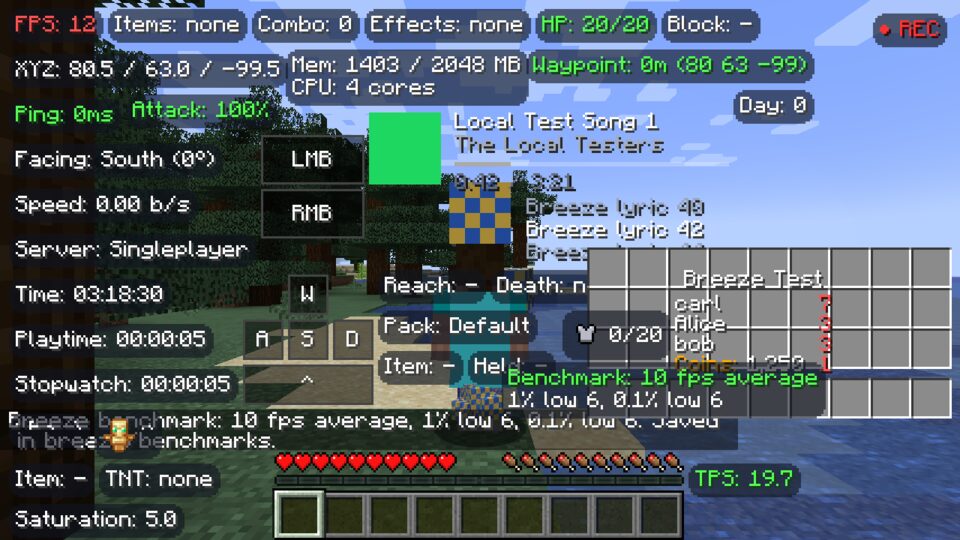 FPS: 12 Items: none Combo: 0 Effects: none HP: 20/20 Block: - ● REC
XYZ: 80.5 / 63.0 / -99.5 Mem: 1403 / 2048 MB Waypoint: 0m (80 63 -99)
CPU: 4 cores
Ping: 0ms Attack: 100% Day: 0
Local Test Song 1
The Local Testers
Facing: South (0°) LMB
0:42 3:21
Speed: 0.00 b/s RMB
Breeze lyric 40
Breeze lyric 42
Server: Singleplayer
Breeze lyric
Breeze Test
Reach: - Death: n
Time: 03:18:30 W
carl 7
Alice 3
Pack: Default
Playtime: 00:00:05 A S D
0/20
bob 3
Coins: 1,250 1
Item: - Held: -
Stopwatch: 00:00:05 ^
Benchmark: 10 fps average
1% low 6, 0.1% low 6
Breeze benchmark: 10 fps average, 1% low 6, 0.1% low 6. Saved
in breeze benchmarks.
Item: - TNT: none TPS: 19.7
Saturation: 5.0